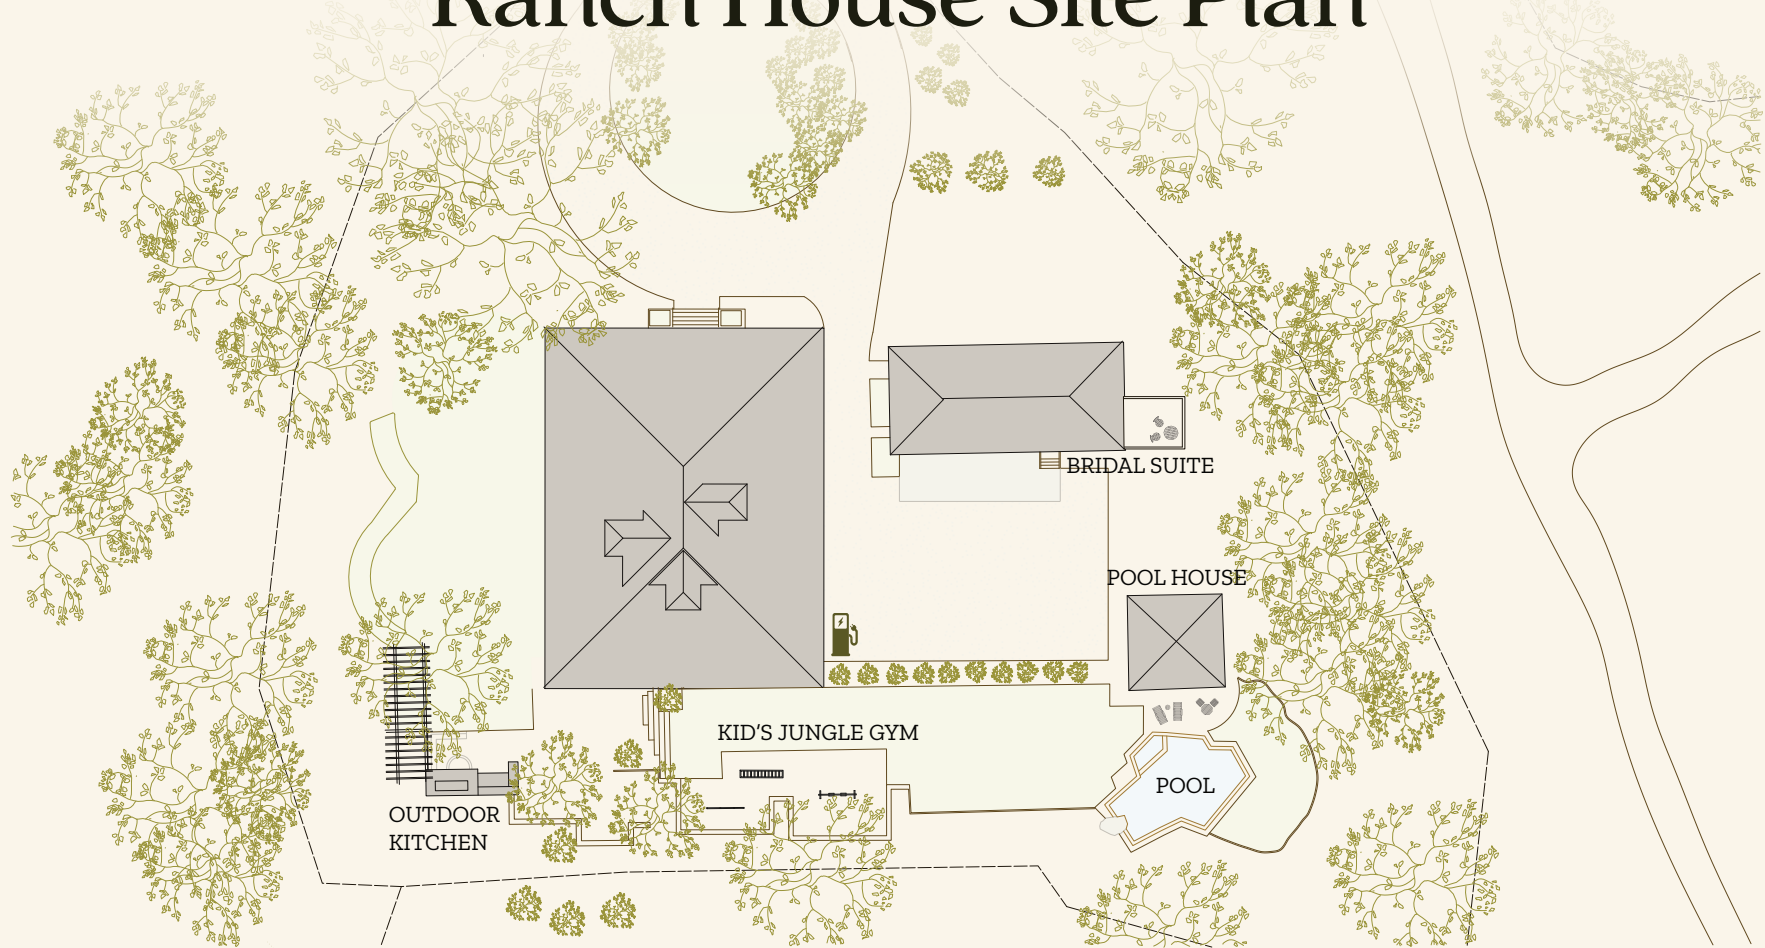 Ranch House Site Plan
BRIDAL SUITE
POOL HOUSE
KID'S JUNGLE GYM
POOL
OUTDOOR
KITCHEN